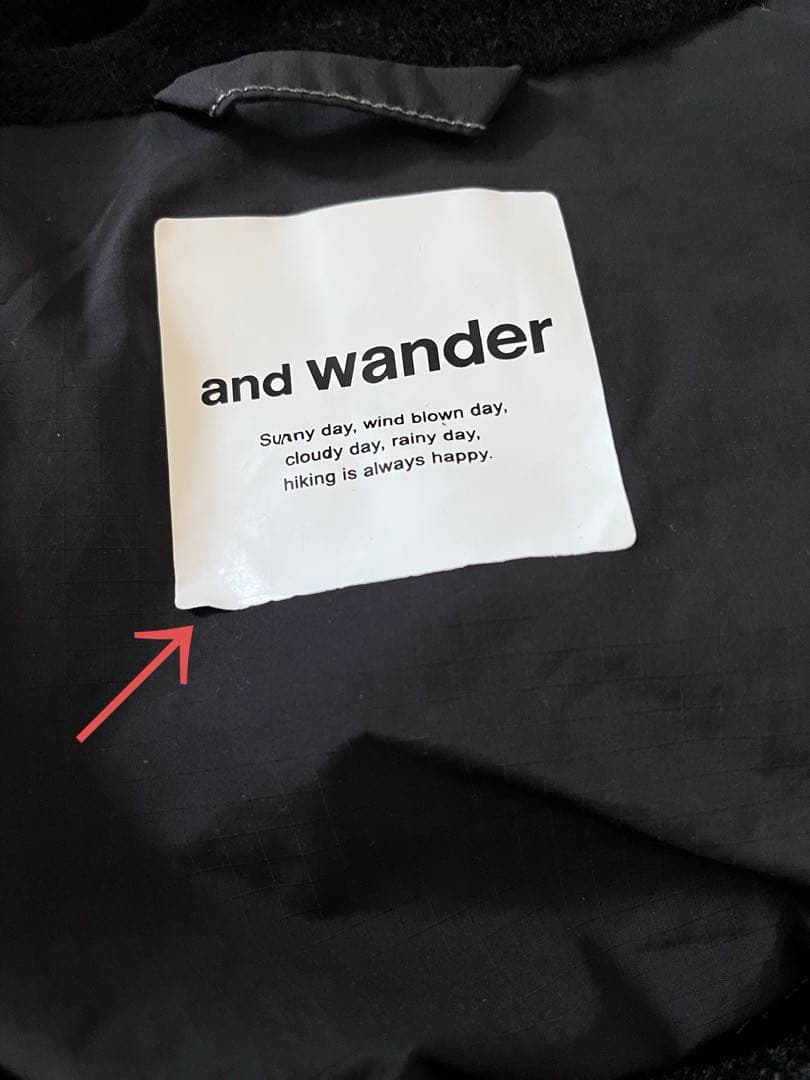 and wander
Sunny day, wind blown day,
cloudy day, rainy day,
hiking is always happy.